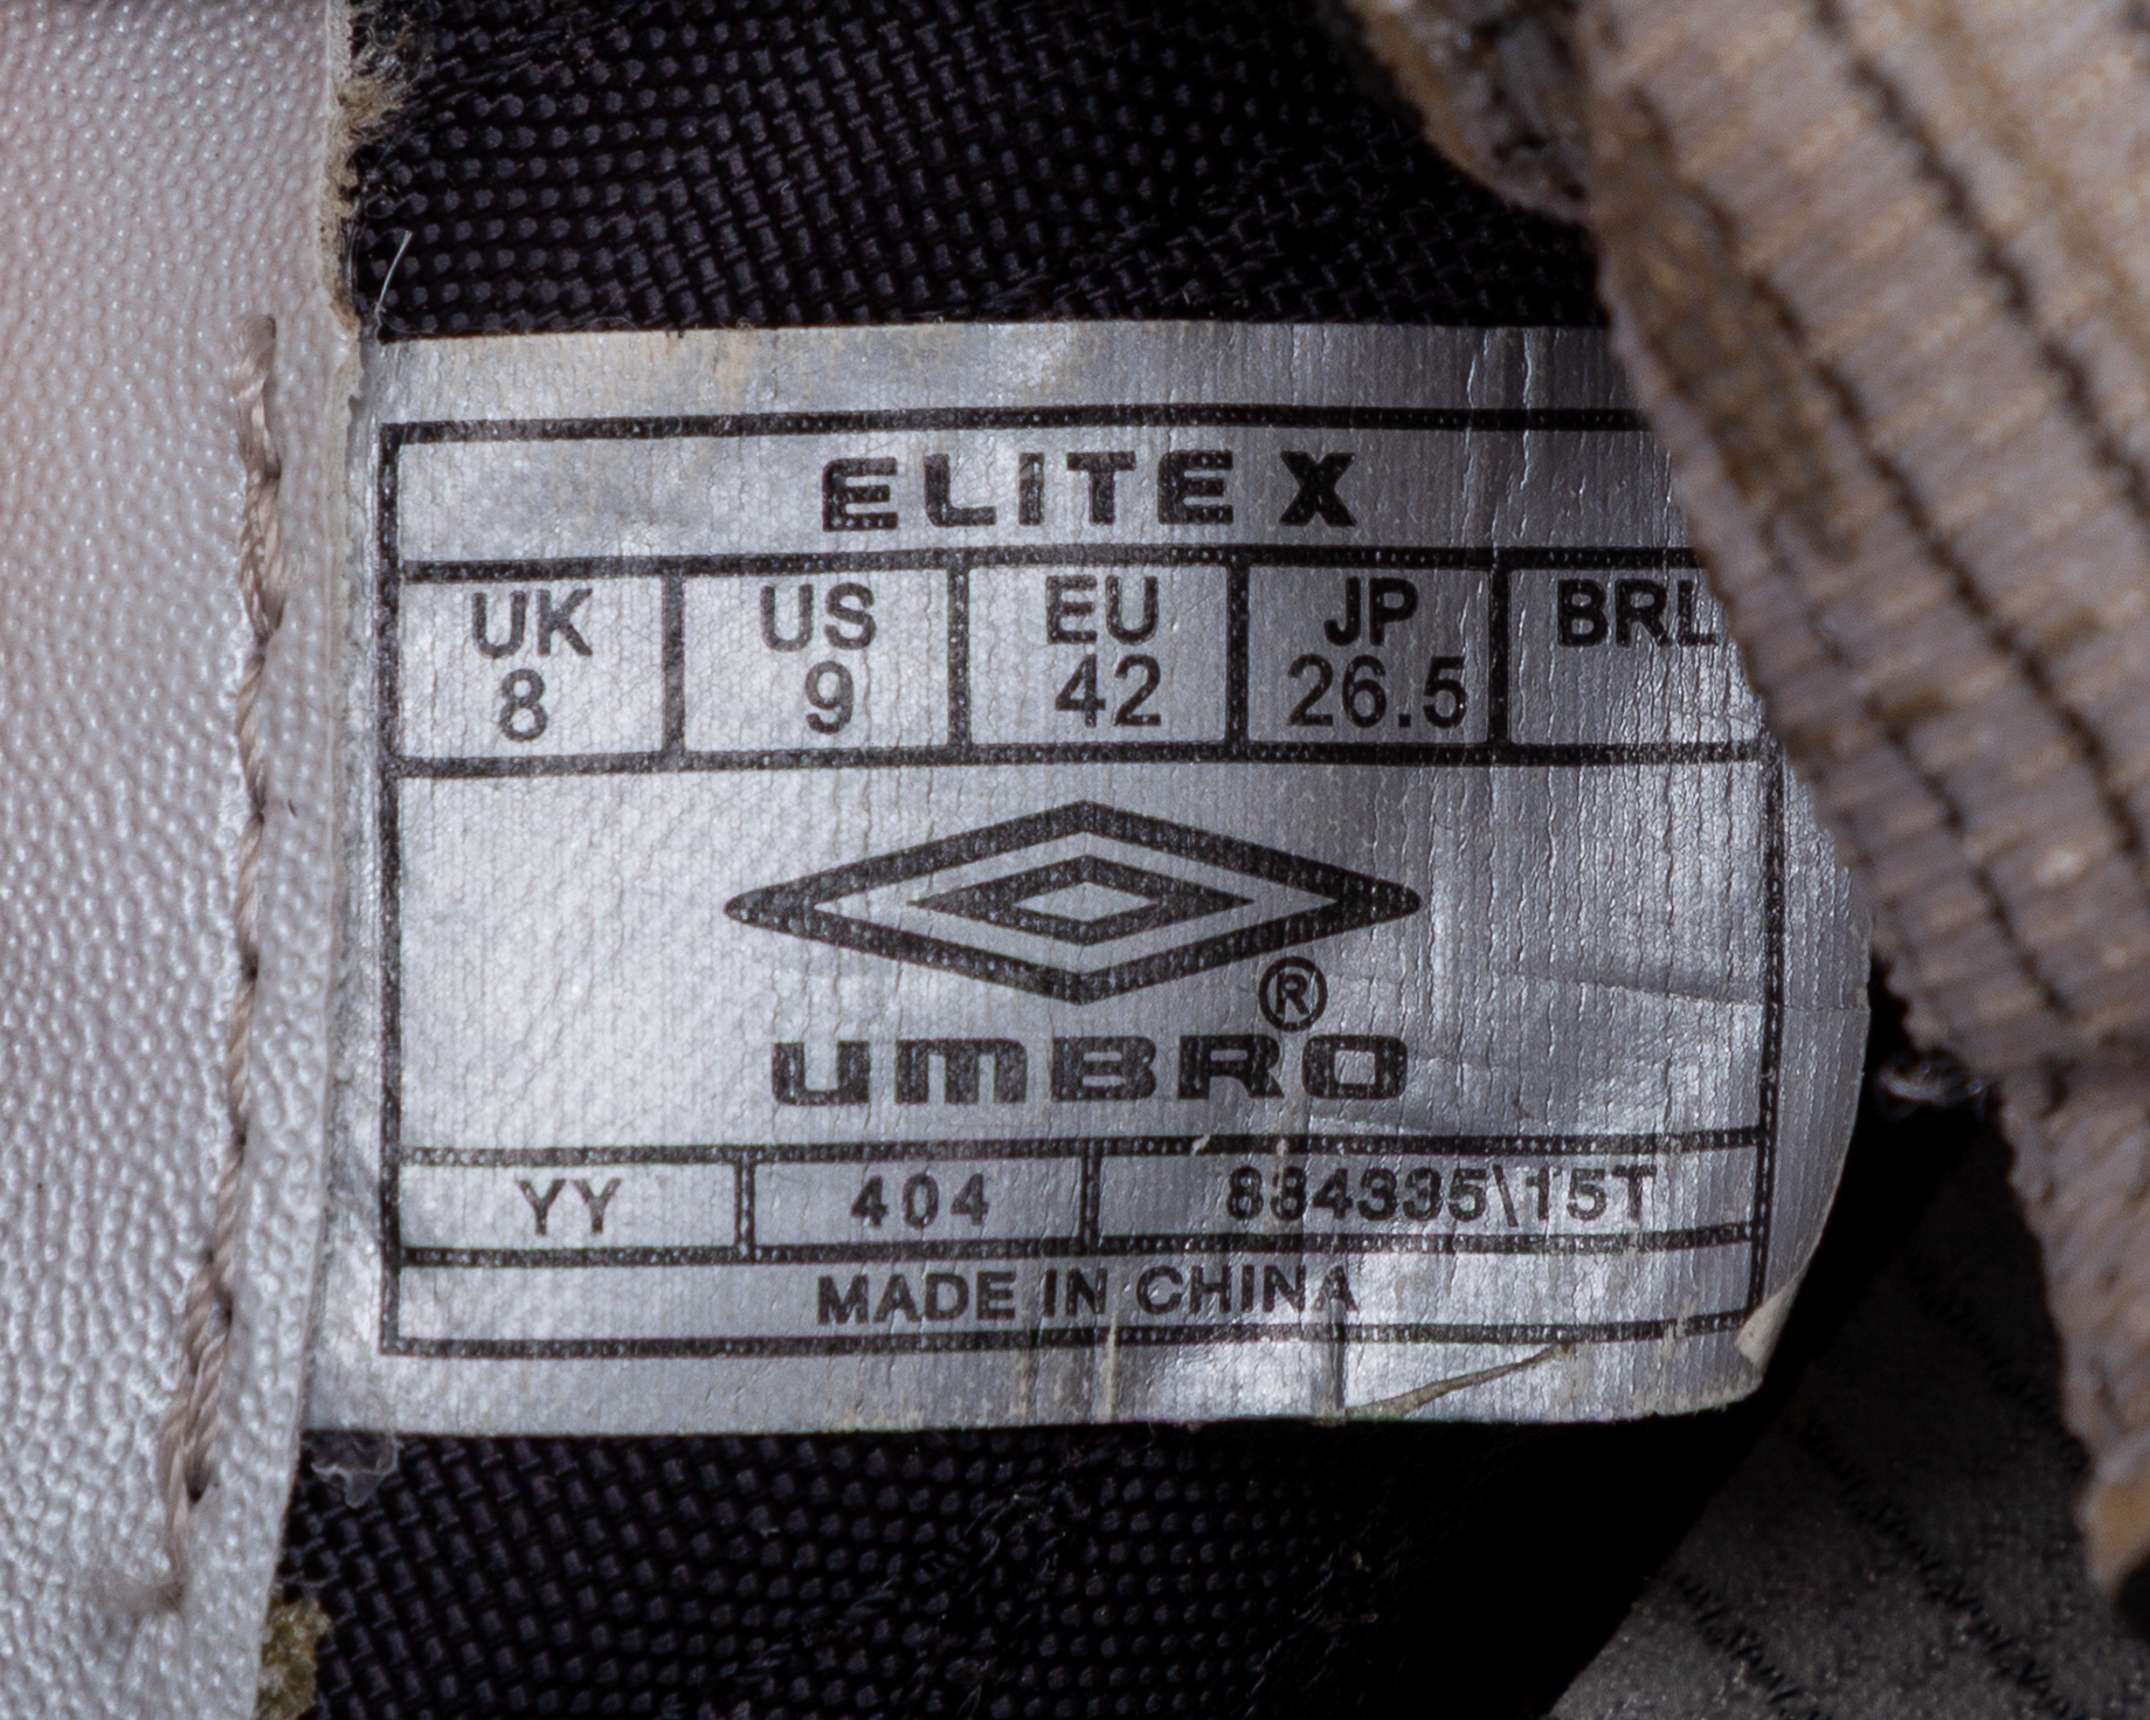 ELITE X
UK US EU JP BRL
8 9 42 26.5
®
UMBRO
YY 404 884335\15T
MADE IN CHINA